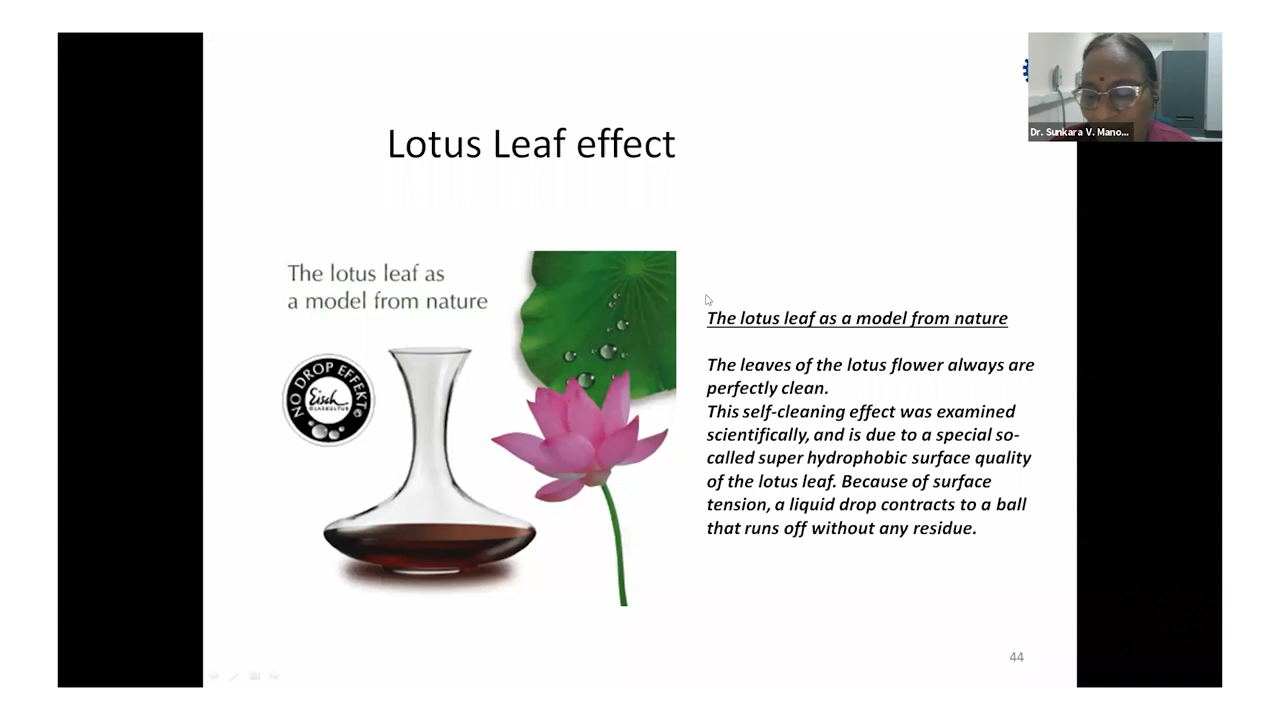 Dr. Sunkara V. Mano...
Lotus Leaf effect
The lotus leaf as
a model from nature
NO DROP EFFEKT
Eisch
GLASKULTUR
The lotus leaf as a model from nature
The leaves of the lotus flower always are
perfectly clean.
This self-cleaning effect was examined
scientifically, and is due to a special so-
called super hydrophobic surface quality
of the lotus leaf. Because of surface
tension, a liquid drop contracts to a ball
that runs off without any residue.
44